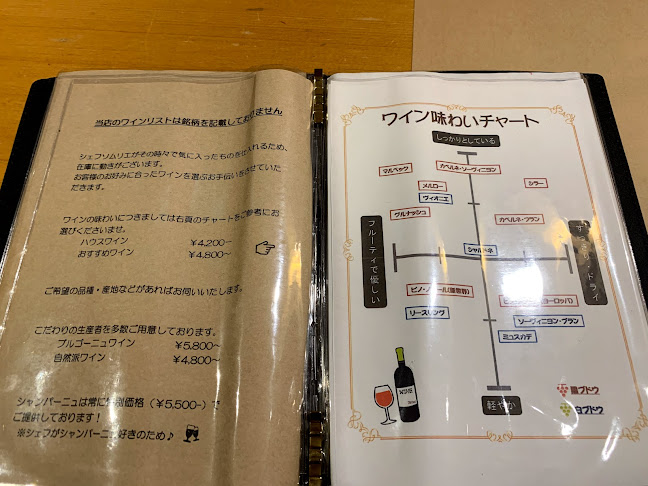 当店のワインリストは銘柄を記載しておりません
シェフソムリエがその時々で気に入ったものを仕入れるため、
在庫に動きがございます。
お客様のお好みに合ったワインを選ぶお手伝いをさせていた
だきます。
ワインの味わいにつきましては右頁のチャートをご参考にお
選びくださいませ。
ハウスワイン ¥4,200~
おすすめワイン ¥4,800~
ご希望の品種・産地などがあればお伺いいたします。
こだわりの生産者を多数ご用意しております。
ブルゴーニュワイン ¥5,800~
自然派ワイン ¥4,800~
シャンパーニュは常に特別価格(¥5,500~)で
ご提供しております!
※シェフがシャンパーニュ好きのため♪
ワイン味わいチャート
しっかりとしている
マルベック
カベルネ・ソーヴィニヨン
メルロー
シラー
ヴィオニエ
グルナッシュ
カベルネ・フラン
フルーティで優しい
シャルドネ
ドライ
ピノ・ノワール(新世界)
(ヨーロッパ)
リースリング
ソーヴィニヨン・ブラン
ミュスカデ
軽やか
WINE
黒ブドウ
白ブドウ